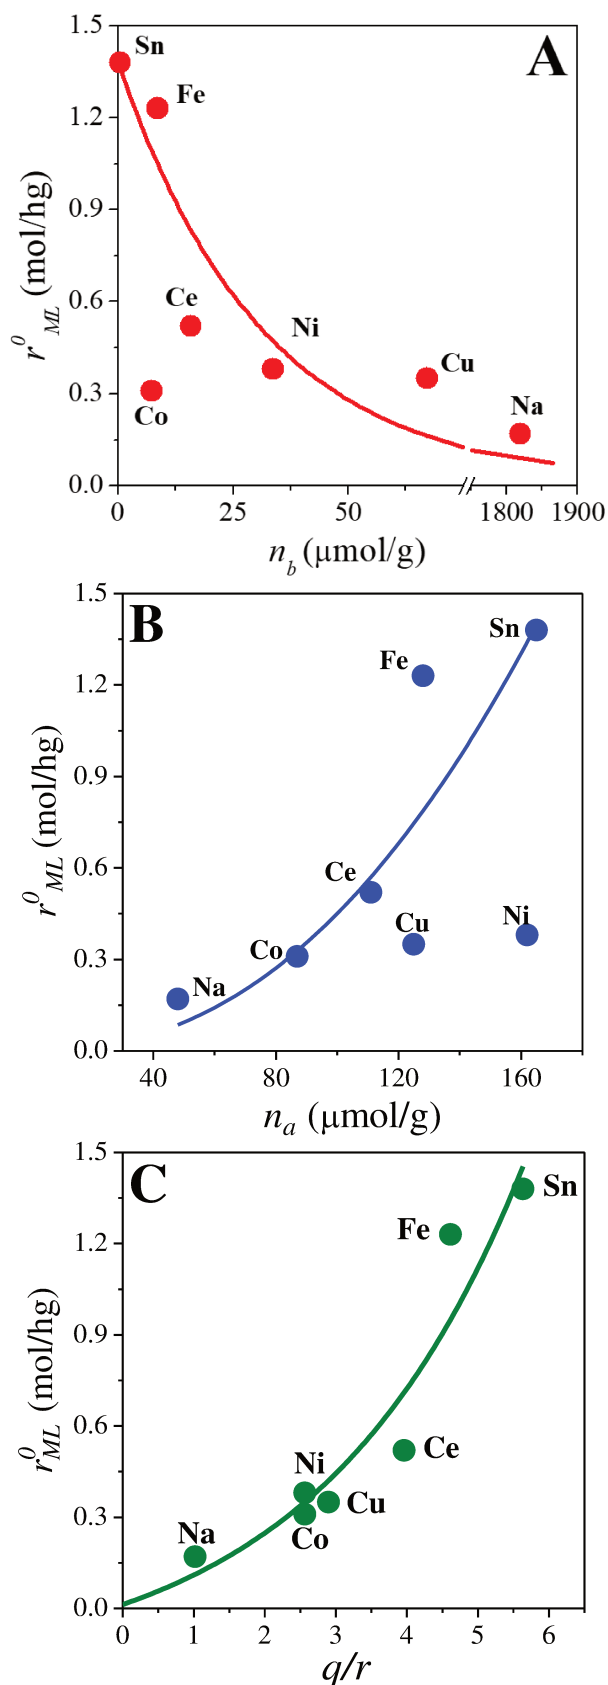 A
1.5
1.2
0.9
0.6
0.3
0.0
r⁰ML (mol/hg)
Sn
Fe
Ce
Co
Ni
Cu
Na
0 25 50 1800 1900
nb (µmol/g)
B
1.5
1.2
0.9
0.6
0.3
0.0
r⁰ML (mol/hg)
Sn
Fe
Ce
Cu
Ni
Co
Na
40 80 120 160
na (µmol/g)
C
1.5
1.2
0.9
0.6
0.3
0.0
r⁰ML (mol/hg)
Sn
Fe
Ce
Ni
Cu
Co
Na
0 1 2 3 4 5 6
q/r